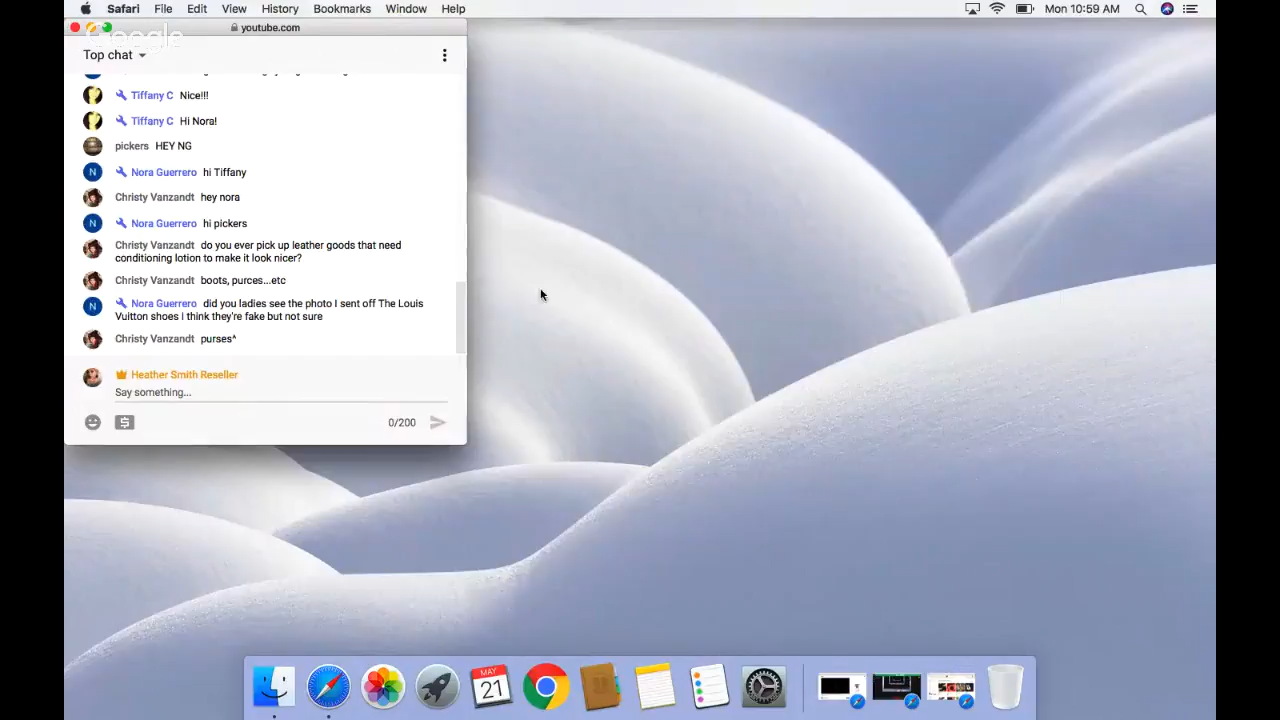 Safari File Edit View History Bookmarks Window Help Mon 10:59 AM
Google
youtube.com
Top chat
Tiffany C Nice!!!
Tiffany C Hi Nora!
pickers HEY NG
N Nora Guerrero hi Tiffany
Christy Vanzandt hey nora
N Nora Guerrero hi pickers
Christy Vanzandt do you ever pick up leather goods that need
conditioning lotion to make it look nicer?
Christy Vanzandt boots, purces...etc
N Nora Guerrero did you ladies see the photo I sent off The Louis
Vuitton shoes I think they're fake but not sure
Christy Vanzandt purses^
Heather Smith Reseller
Say something...
0/200
MAY
21